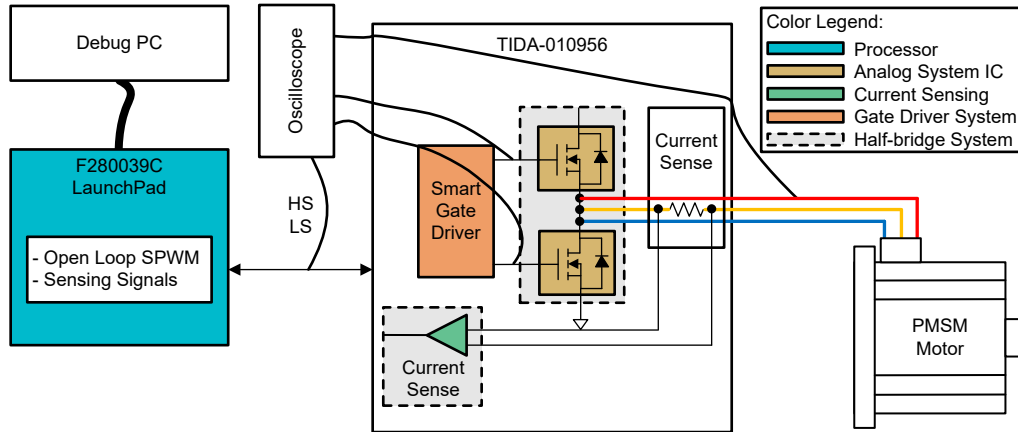 Debug PC
Oscilloscope
TIDA-010956
Color Legend:
Processor
Analog System IC
Current Sensing
Gate Driver System
Half-bridge System
F280039C
LaunchPad
- Open Loop SPWM
- Sensing Signals
HS
LS
Smart
Gate
Driver
Current
Sense
Current
Sense
PMSM
Motor